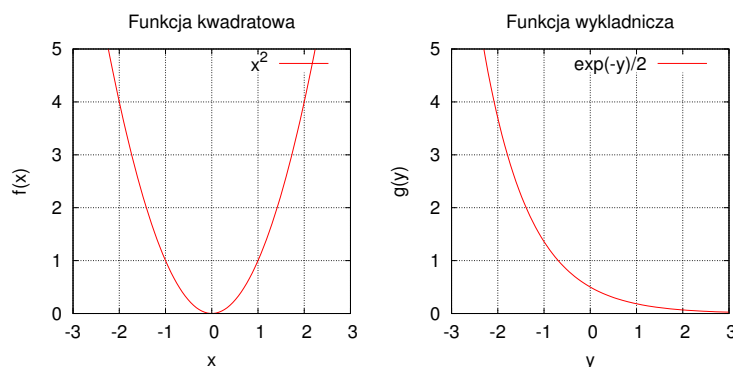 Funkcja kwadratowa
x²
5
4
3
2
1
0
f(x)
-3 -2 -1 0 1 2 3
x
Funkcja wykladnicza
exp(-y)/2
5
4
3
2
1
0
g(y)
-3 -2 -1 0 1 2 3
y